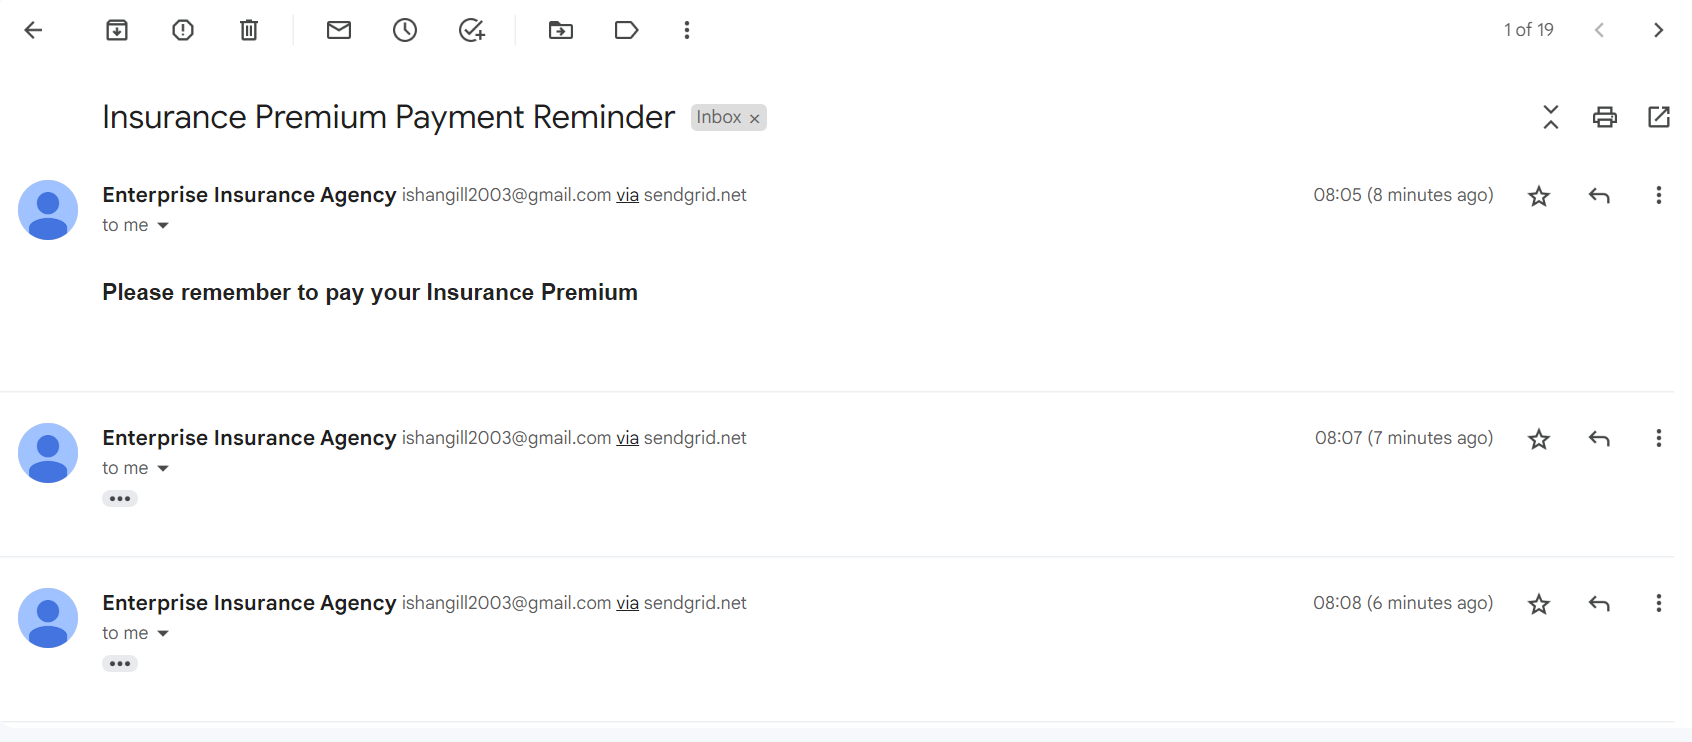 1 of 19
Insurance Premium Payment Reminder Inbox ×
Enterprise Insurance Agency ishangill2003@gmail.com via sendgrid.net 08:05 (8 minutes ago)
to me
Please remember to pay your Insurance Premium
Enterprise Insurance Agency ishangill2003@gmail.com via sendgrid.net 08:07 (7 minutes ago)
to me
•••
Enterprise Insurance Agency ishangill2003@gmail.com via sendgrid.net 08:08 (6 minutes ago)
to me
•••